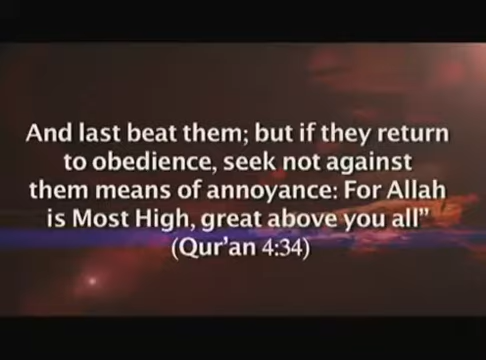 And last beat them; but if they return
to obedience, seek not against
them means of annoyance: For Allah
is Most High, great above you all”
(Qur’an 4:34)